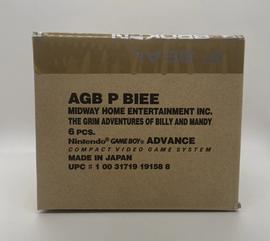 AGB P BIEE
MIDWAY HOME ENTERTAINMENT INC.
THE GRIM ADVENTURES OF BILLY AND MANDY
6 PCS.
Nintendo GAME BOY ADVANCE
COMPACT VIDEO GAME SYSTEM
MADE IN JAPAN
UPC # 1 00 31719 19158 8